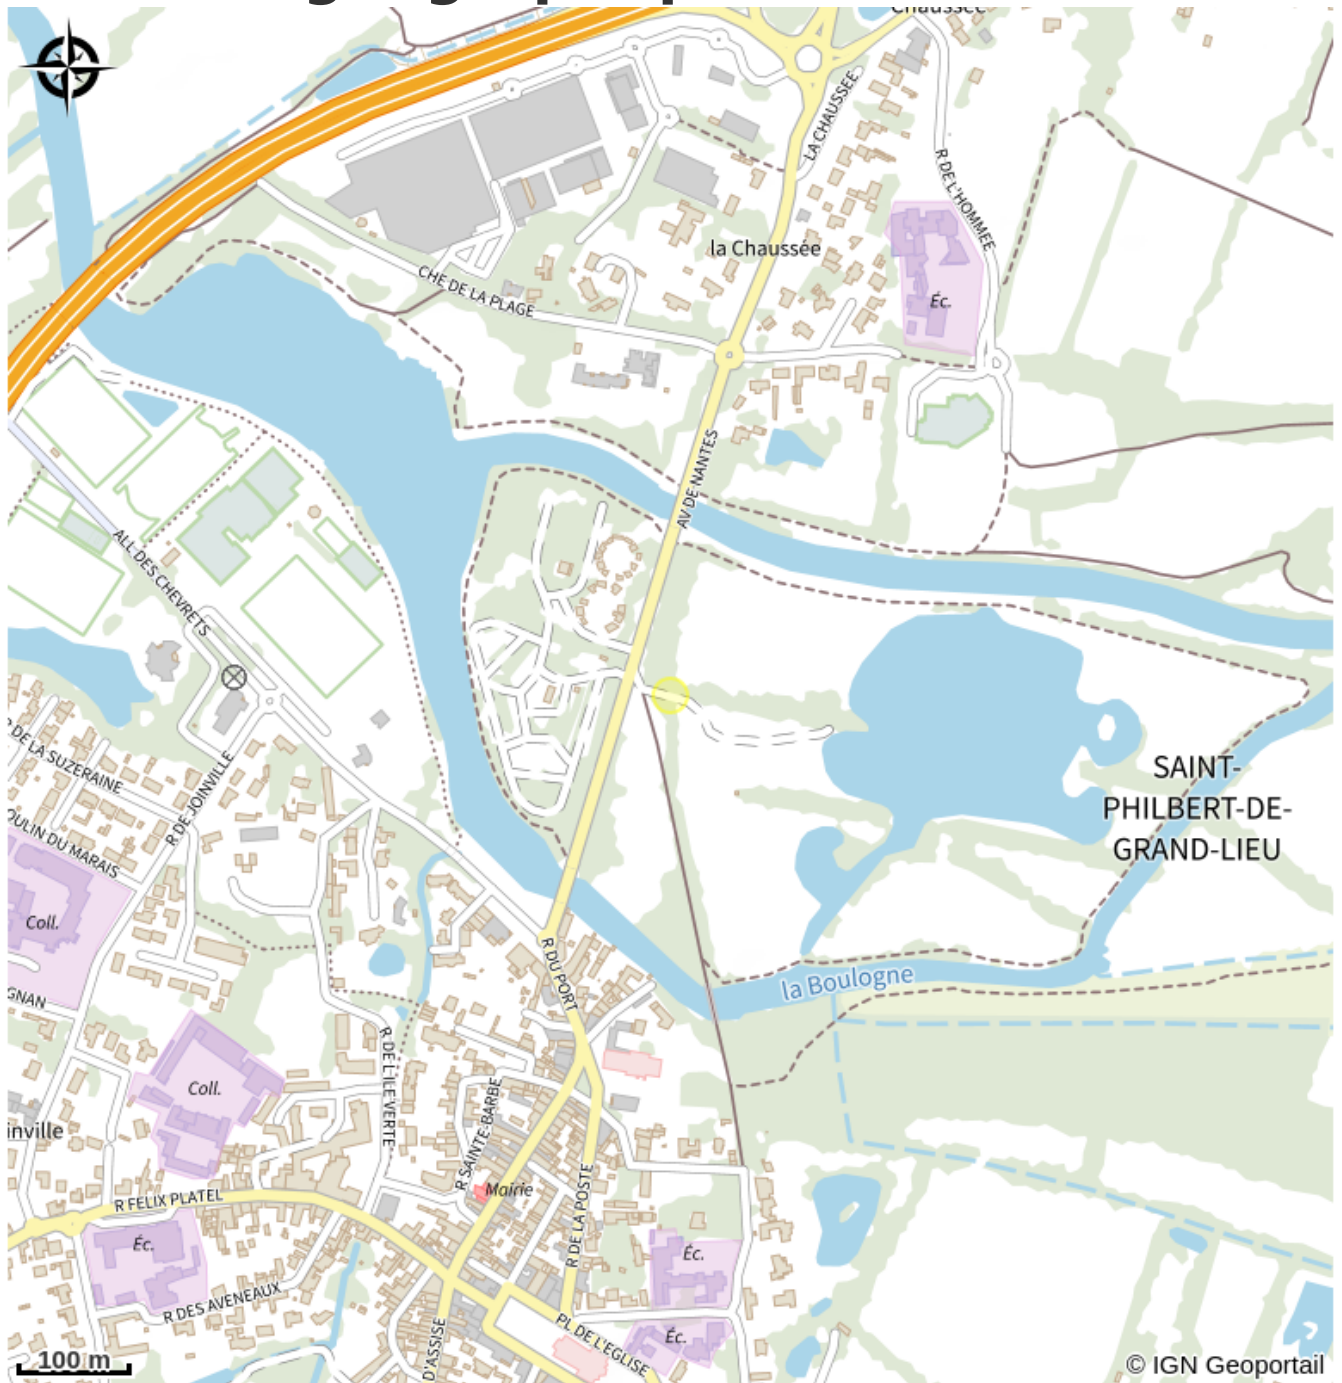 Chaussée
LA CHAUSSEE
R DE L'HOMMEE
la Chaussée
CHE DE LA PLAGE
Éc.
AV DE NANTES
ALL DES CHEVRETS
R DE LA SUZERAINE
R DE JOINVILLE
OULIN DU MARAIS
SAINT-
PHILBERT-DE-
GRAND-LIEU
Coll.
R DU PORT
la Boulogne
GNAN
R DE L'ILE VERTE
Coll.
inville
R SAINTE-BARBE
Mairie
R FELIX PLATEL
R DE LA POSTE
Éc.
Éc.
R DES AVENEAUX
PL DE L'EGLISE
Éc.
D'ASSISE
100 m
© IGN Geoportail